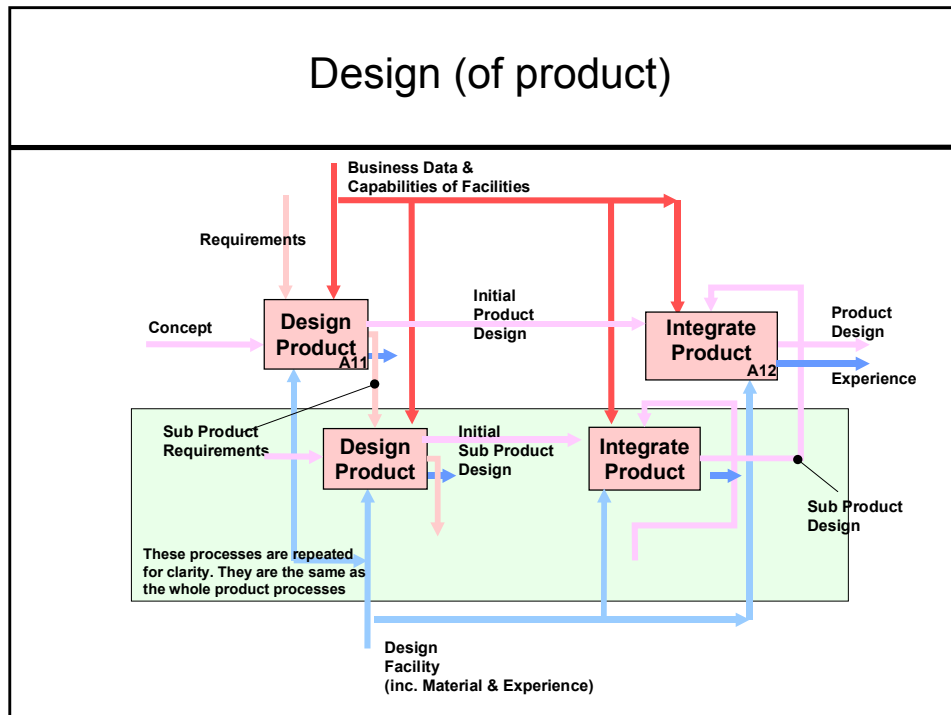 Design (of product)
Business Data &
Capabilities of Facilities
Requirements
Concept
Design
Product
A11
Initial
Product
Design
Integrate
Product
A12
Product
Design
Experience
Sub Product
Requirements
Design
Product
Initial
Sub Product
Design
Integrate
Product
Sub Product
Design
These processes are repeated
for clarity. They are the same as
the whole product processes
Design
Facility
(inc. Material & Experience)